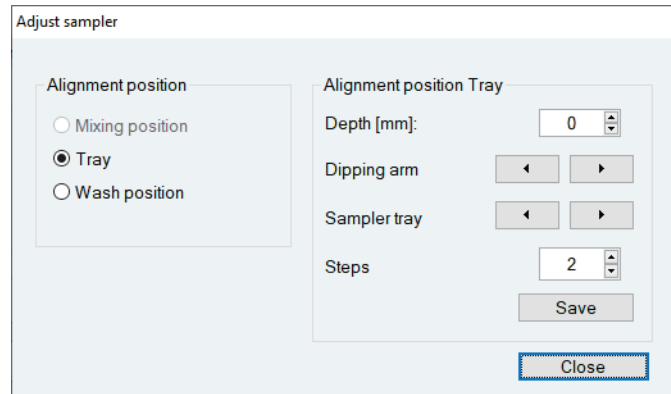 Adjust sampler
Alignment position
Mixing position
Tray
Wash position
Alignment position Tray
Depth [mm]: 0
Dipping arm
Sampler tray
Steps 2
Save
Close